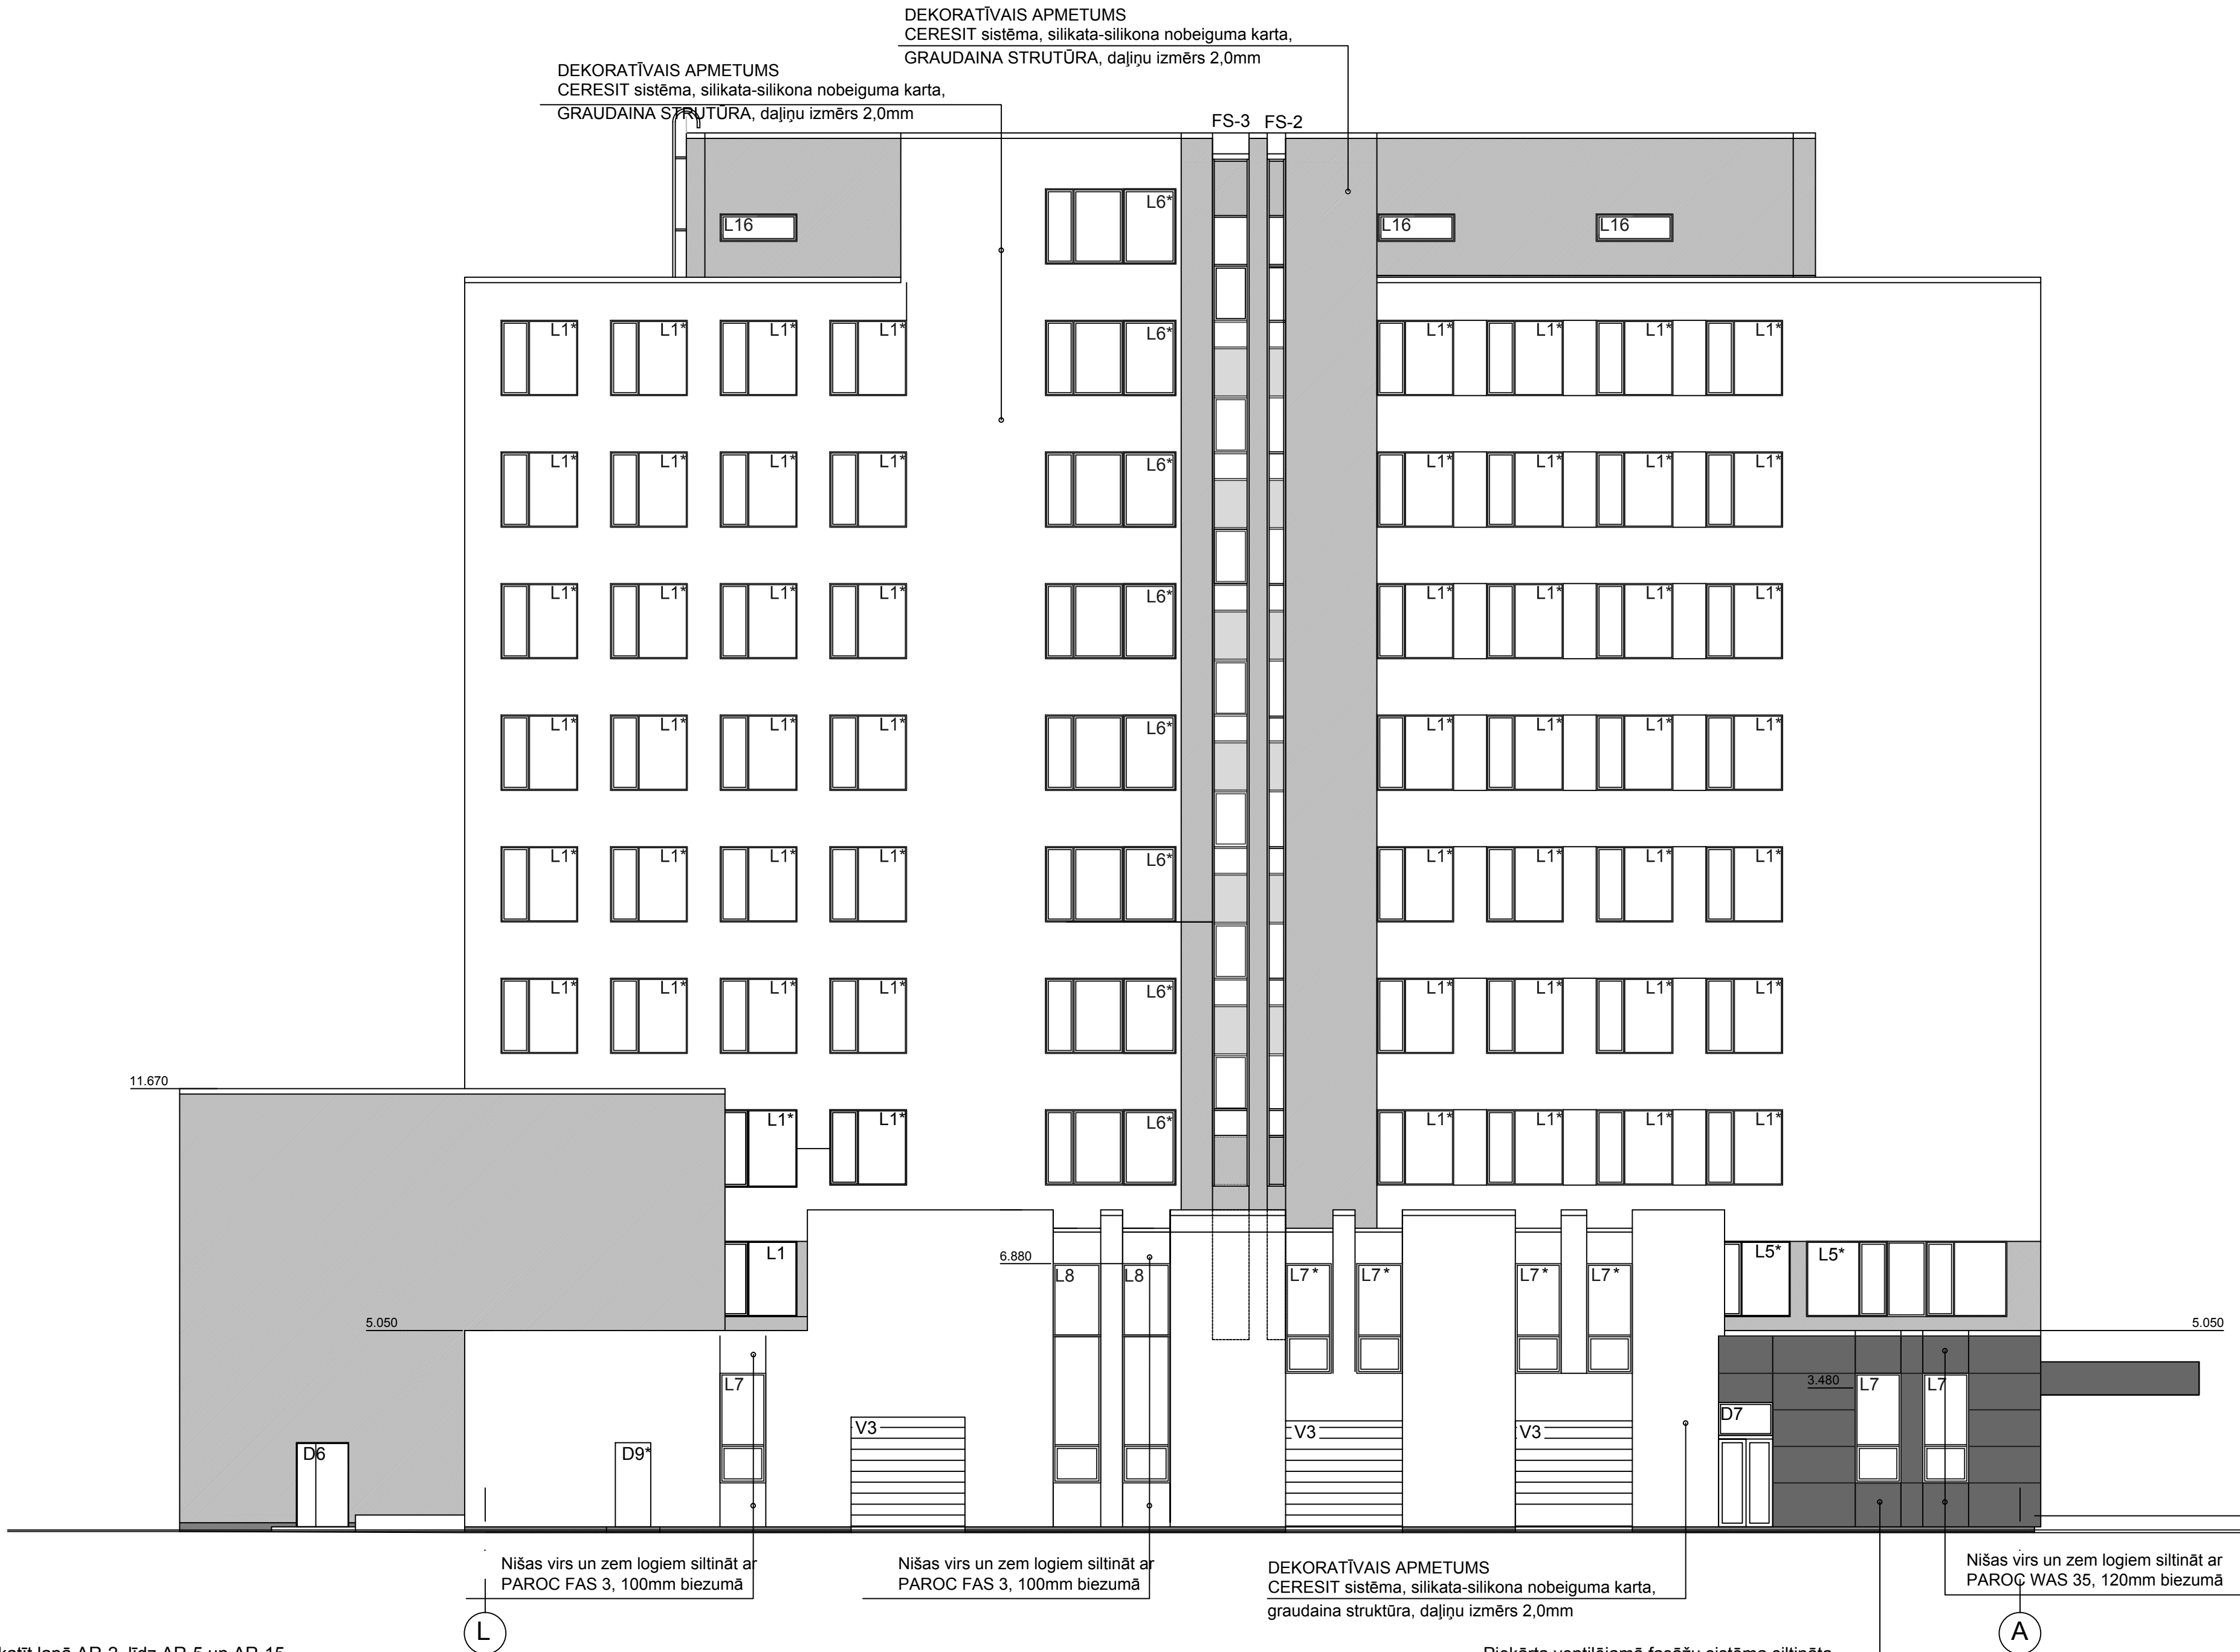 DEKORATĪVAIS APMETUMS
CERESIT sistēma, silikata-silikona nobeiguma karta,
GRAUDAINA STRUTŪRA, daļiņu izmērs 2,0mm
DEKORATĪVAIS APMETUMS
CERESIT sistēma, silikata-silikona nobeiguma karta,
GRAUDAINA STRUTŪRA, daļiņu izmērs 2,0mm
FS-3 FS-2
L6*
L16 L16 L16
L1* L1* L1* L1* L6* L1* L1* L1* L1*
L1* L1* L1* L1* L6* L1* L1* L1* L1*
L1* L1* L1* L1* L6* L1* L1* L1* L1*
L1* L1* L1* L1* L6* L1* L1* L1* L1*
L1* L1* L1* L1* L6* L1* L1* L1* L1*
L1* L1* L1* L1* L6* L1* L1* L1* L1*
11.670
L1* L1* L6* L1* L1* L1* L1*
L1 6.880 L5* L5*
L8 L8 L7* L7* L7* L7*
5.050 5.050
L7 3.480 L7 L7
D7
V3 V3 V3
D6 D9*
Nišas virs un zem logiem siltināt ar
PAROC FAS 3, 100mm biezumā
Nišas virs un zem logiem siltināt ar
PAROC FAS 3, 100mm biezumā
DEKORATĪVAIS APMETUMS
CERESIT sistēma, silikata-silikona nobeiguma karta,
graudaina struktūra, daļiņu izmērs 2,0mm
Nišas virs un zem logiem siltināt ar
PAROC WAS 35, 120mm biezumā
L A